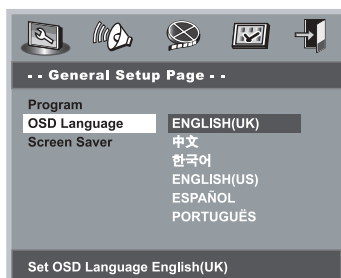 - - General Setup Page - -
Program
OSD Language ENGLISH(UK)
Screen Saver 中文
한국어
ENGLISH(US)
ESPAÑOL
PORTUGUËS
Set OSD Language English(UK)